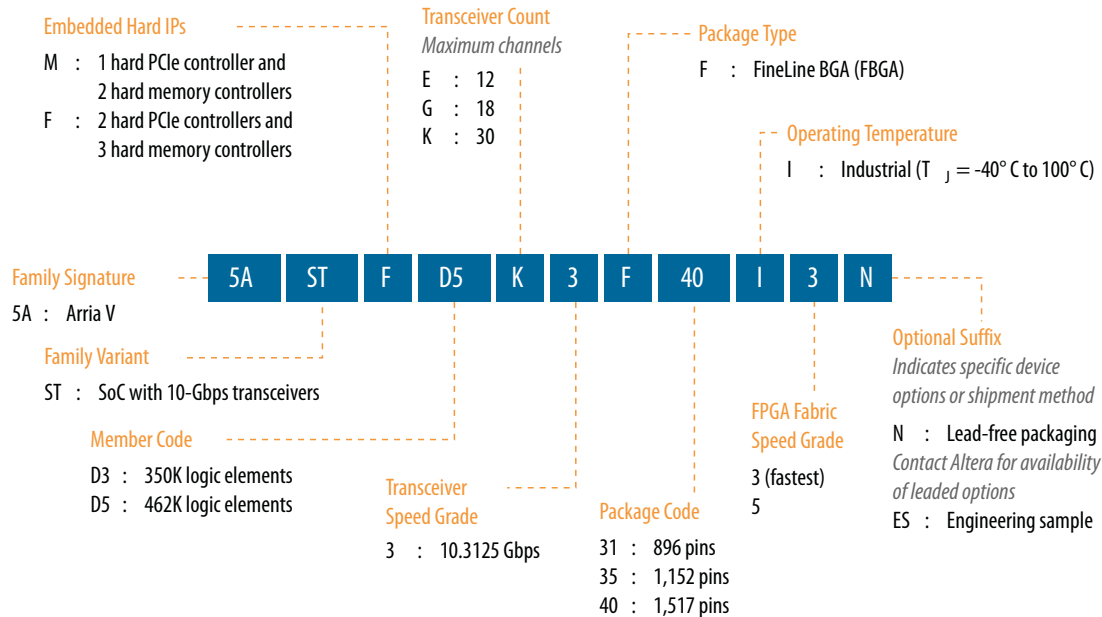 Embedded Hard IPs
M : 1 hard PCIe controller and
2 hard memory controllers
F : 2 hard PCIe controllers and
3 hard memory controllers
Transceiver Count
Maximum channels
E : 12
G : 18
K : 30
Package Type
F : FineLine BGA (FBGA)
Operating Temperature
I : Industrial (T J = -40° C to 100° C)
5A ST F D5 K 3 F 40 I 3 N
Family Signature
5A : Arria V
Family Variant
ST : SoC with 10-Gbps transceivers
Member Code
D3 : 350K logic elements
D5 : 462K logic elements
Transceiver
Speed Grade
3 : 10.3125 Gbps
Package Code
31 : 896 pins
35 : 1,152 pins
40 : 1,517 pins
FPGA Fabric
Speed Grade
3 (fastest)
5
Optional Suffix
Indicates specific device
options or shipment method
N : Lead-free packaging
Contact Altera for availability
of leaded options
ES : Engineering sample